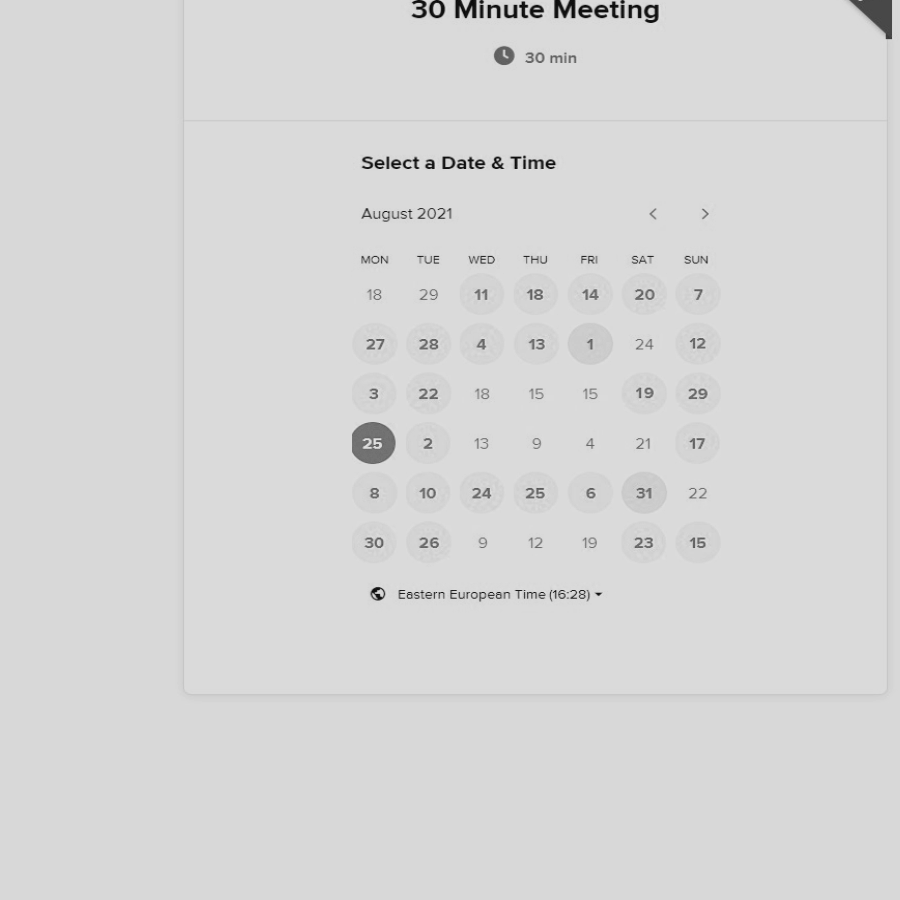 30 Minute Meeting
30 min
Select a Date & Time
August 2021
MON TUE WED THU FRI SAT SUN
18 29 11 18 14 20 7
27 28 4 13 1 24 12
3 22 18 15 15 19 29
25 2 13 9 4 21 17
8 10 24 25 6 31 22
30 26 9 12 19 23 15
Eastern European Time (16:28)